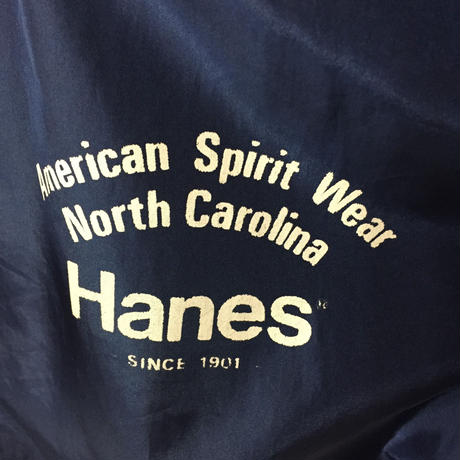 American Spirit Wear
North Carolina
Hanes®
SINCE 1901